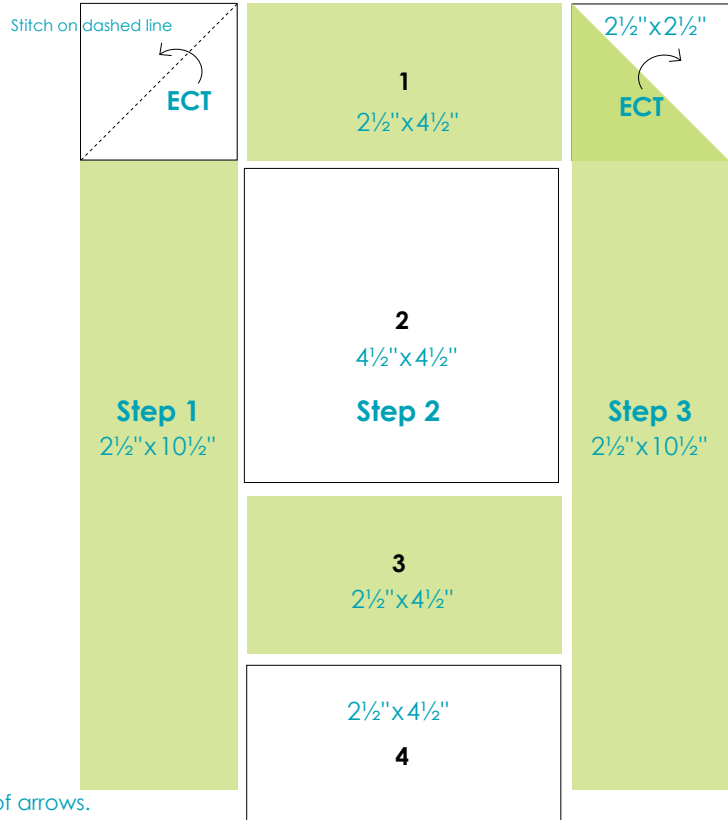 Stitch on dashed line
ECT
1
2½"x4½"
2½"x2½"
ECT
2
4½"x4½"
Step 1
2½"x10½"
Step 2
Step 3
2½"x10½"
3
2½"x4½"
2½"x4½"
4
of arrows.